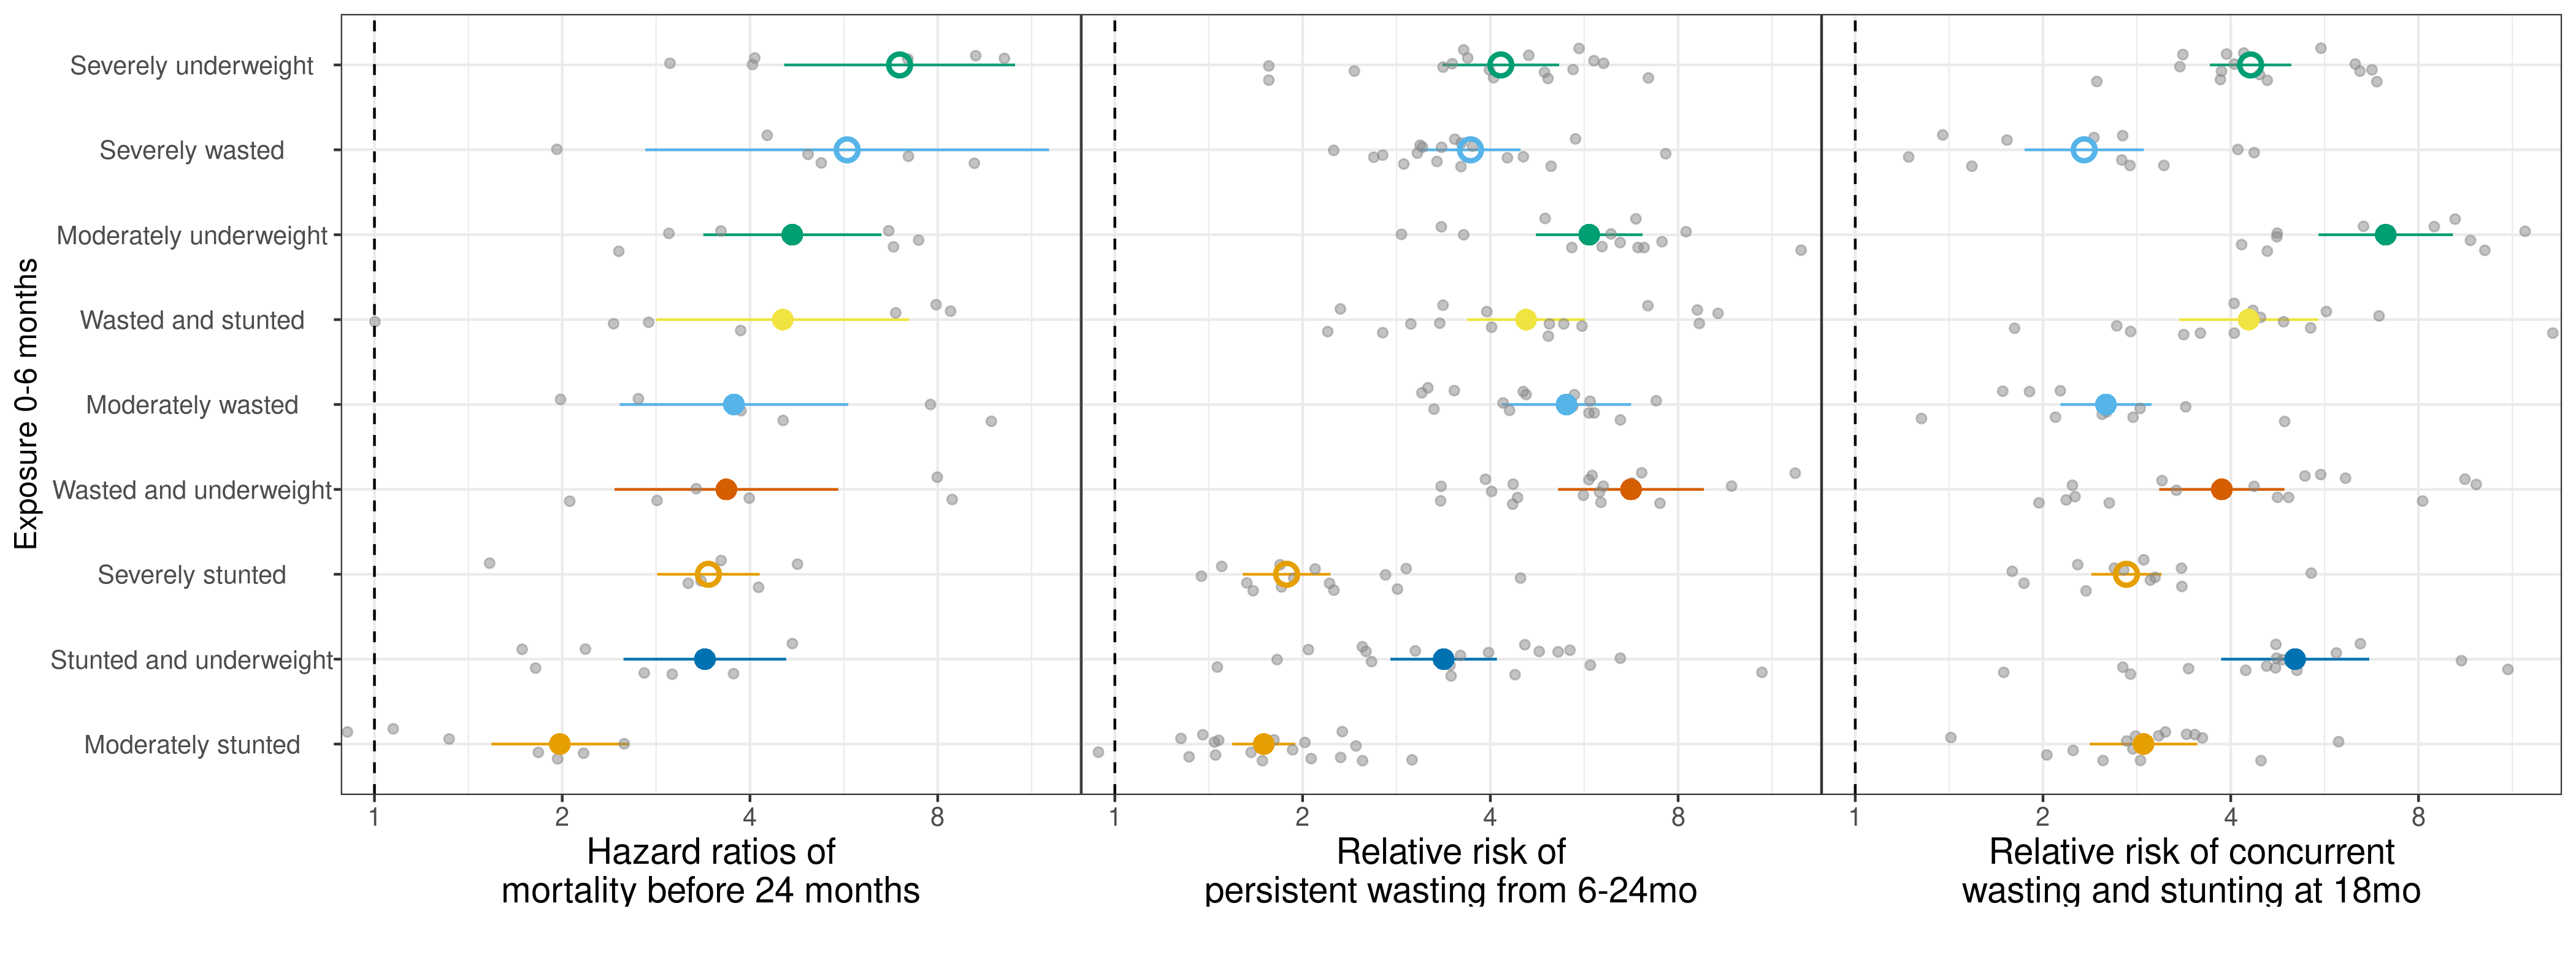 Exposure 0-6 months
Severely underweight
Severely wasted
Moderately underweight
Wasted and stunted
Moderately wasted
Wasted and underweight
Severely stunted
Stunted and underweight
Moderately stunted
1 2 4 8
1 2 4 8
1 2 4 8
Hazard ratios of
mortality before 24 months
Relative risk of
persistent wasting from 6-24mo
Relative risk of concurrent
wasting and stunting at 18mo